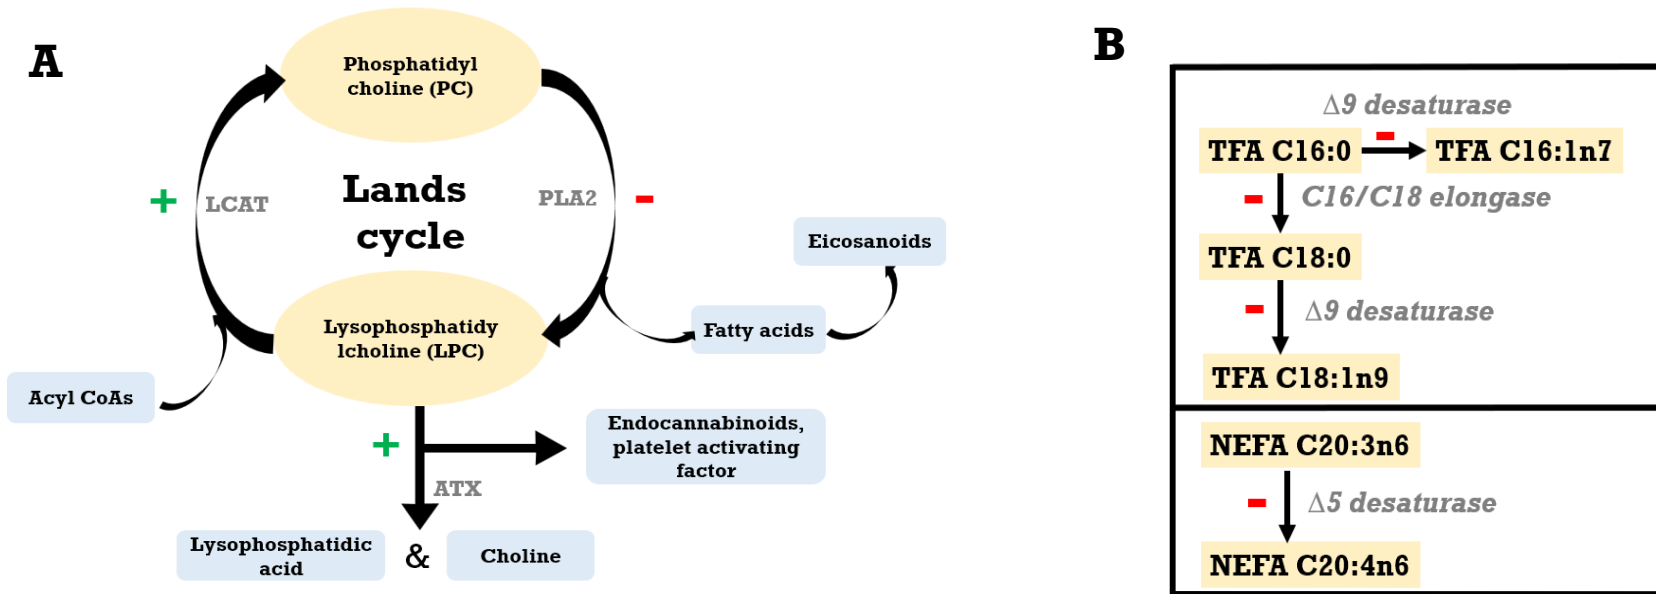 A
Phosphatidyl
choline (PC)
+
LCAT
Lands
cycle
PLA2
-
Eicosanoids
Fatty acids
Lysophosphatidy
lcholine (LPC)
Acyl CoAs
+
ATX
Endocannabinoids,
platelet activating
factor
Lysophosphatidic
acid
&
Choline
B
Δ9 desaturase
TFA C16:0
-
TFA C16:1n7
-
C16/C18 elongase
TFA C18:0
-
Δ9 desaturase
TFA C18:1n9
NEFA C20:3n6
-
Δ5 desaturase
NEFA C20:4n6